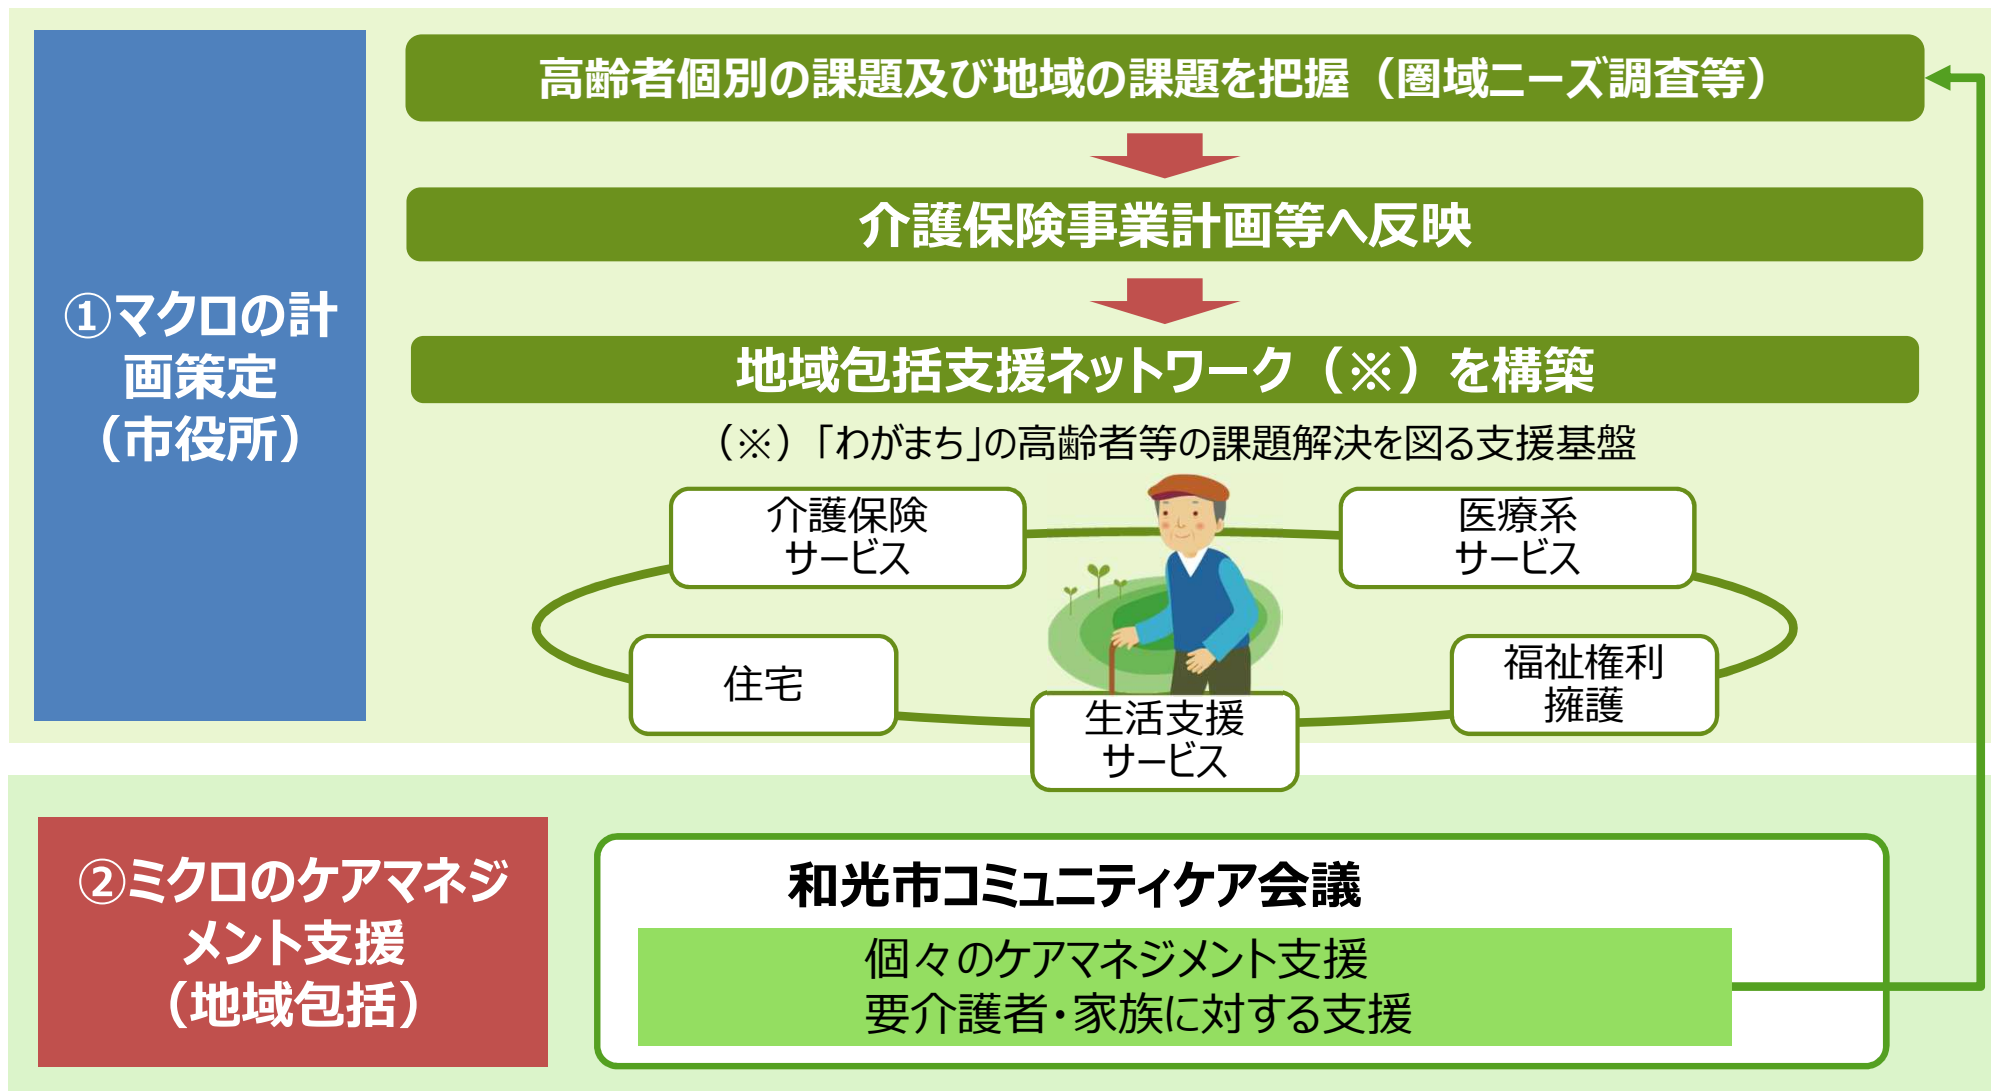 ①マクロの計
画策定
（市役所）
高齢者個別の課題及び地域の課題を把握（圏域ニーズ調査等）
介護保険事業計画等へ反映
地域包括支援ネットワーク（※）を構築
（※）「わがまち」の高齢者等の課題解決を図る支援基盤
介護保険
サービス
医療系
サービス
住宅
生活支援
サービス
福祉権利
擁護
②ミクロのケアマネジ
メント支援
（地域包括）
和光市コミュニティケア会議
個々のケアマネジメント支援
要介護者・家族に対する支援